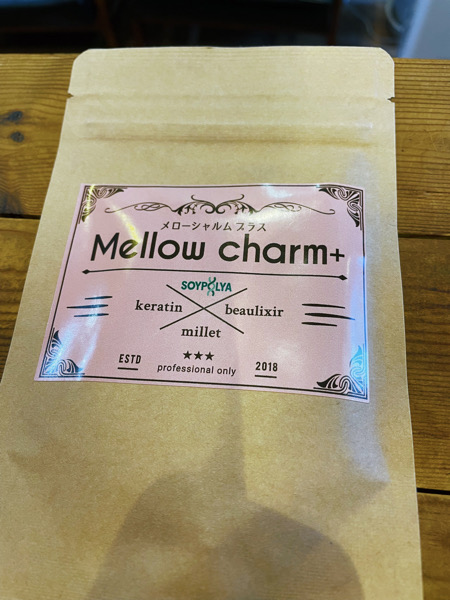 メローシャルム プラス
Mellow charm+
SOYPOLYA
keratin
beaulixir
millet
ESTD
★★★
2018
professional only